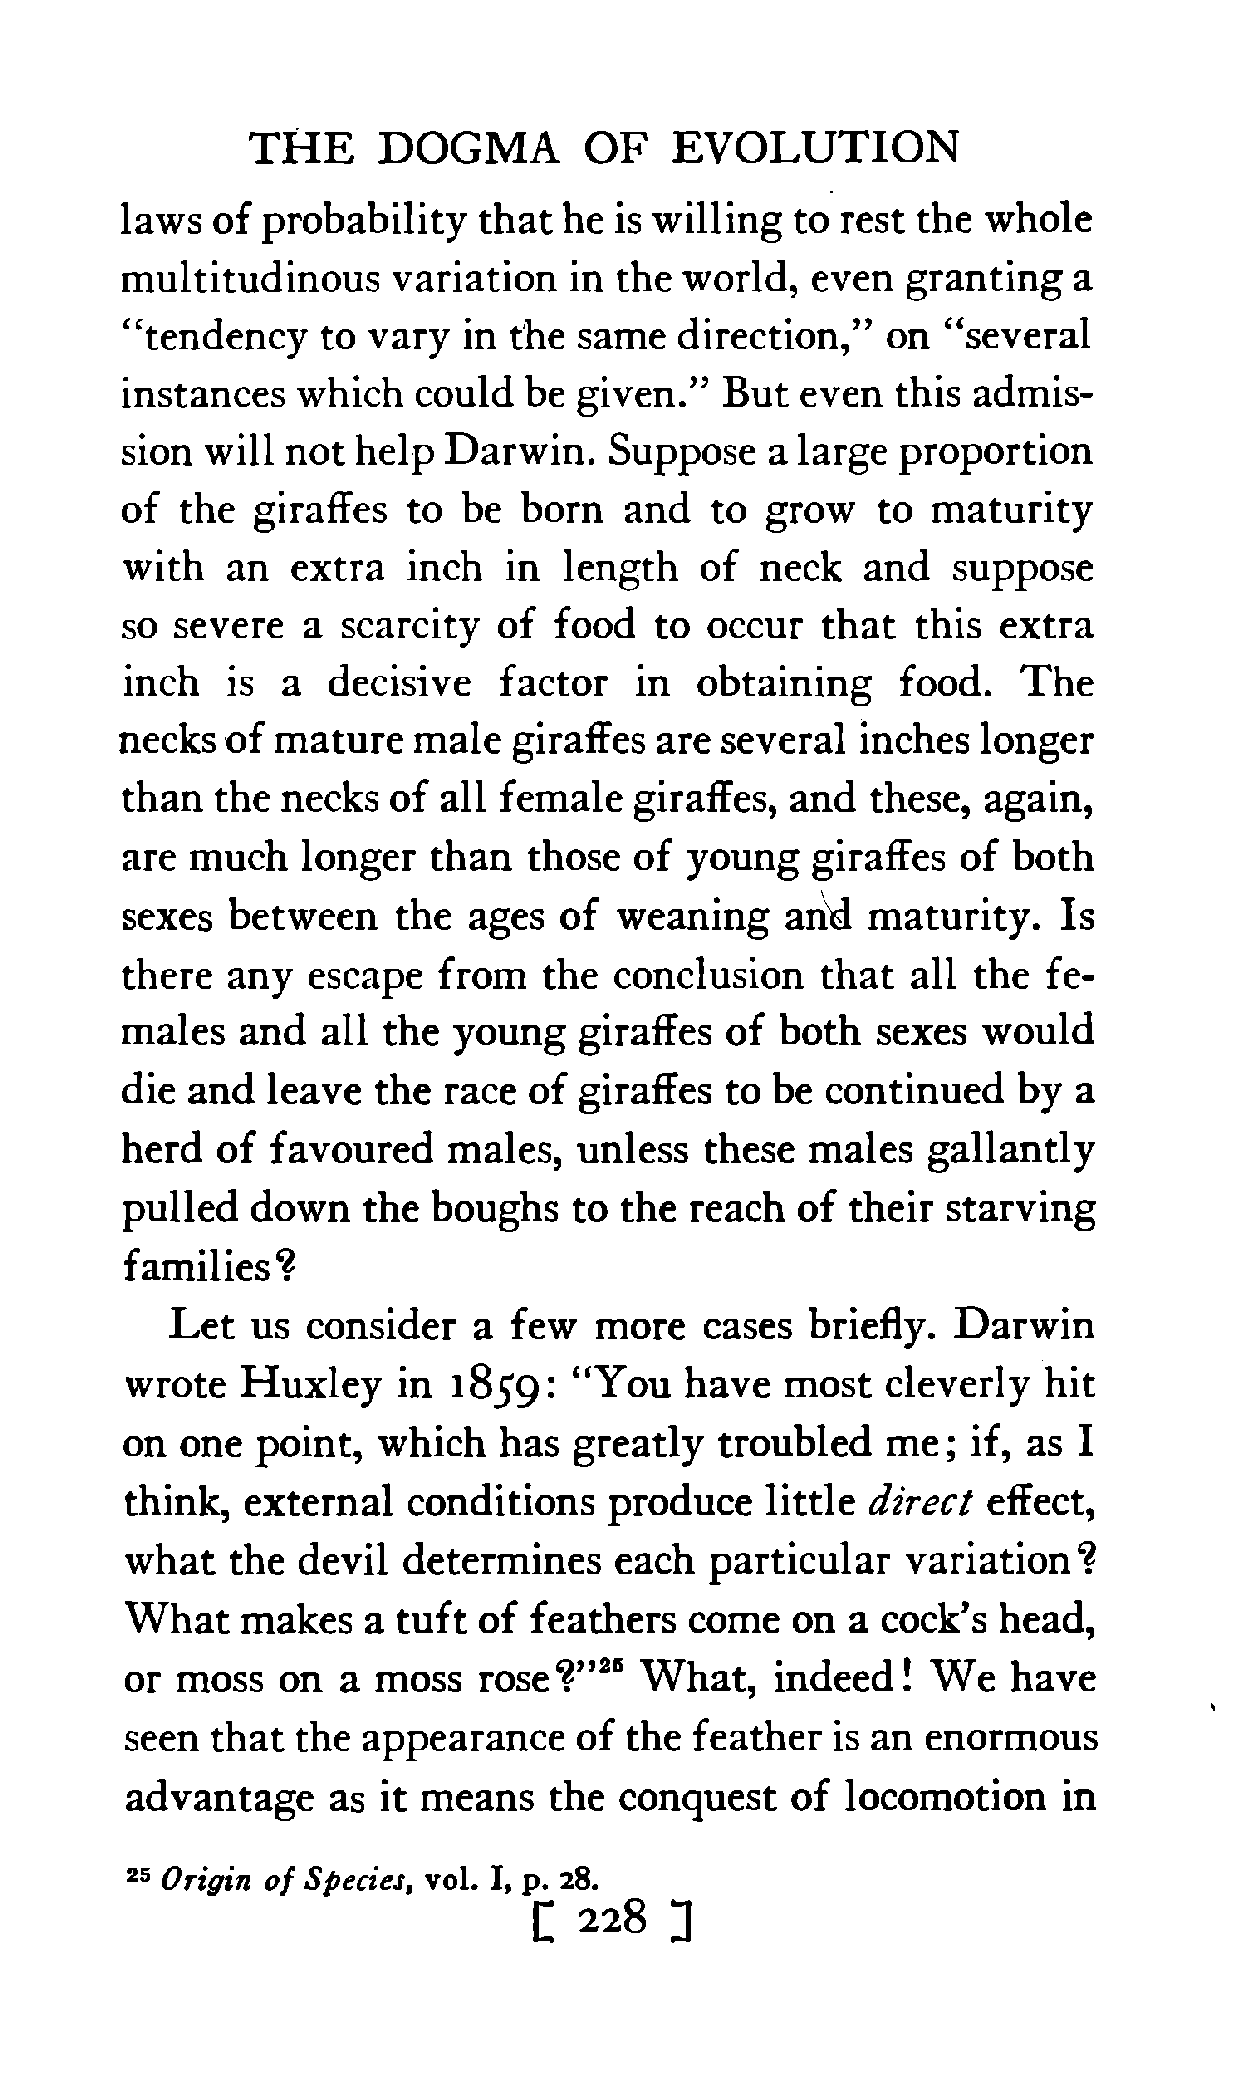 THE DOGMA OF EVOLUTION
laws of probability that he is willing to rest the whole
multitudinous variation in the world, even granting a
"tendency to vary in the same direction," on "several
instances which could be given." But even this admis-
sion will not help Darwin. Suppose a large proportion
of the giraffes to be born and to grow to maturity
with an extra inch in length of neck and suppose
so severe a scarcity of food to occur that this extra
inch is a decisive factor in obtaining food. The
necks of mature male giraffes are several inches longer
than the necks of all female giraffes, and these, again,
are much longer than those of young giraffes of both
sexes between the ages of weaning and maturity. Is
there any escape from the conclusion that all the fe-
males and all the young giraffes of both sexes would
die and leave the race of giraffes to be continued by a
herd of favoured males, unless these males gallantly
pulled down the boughs to the reach of their starving
families?
Let us consider a few more cases briefly. Darwin
wrote Huxley in 1859: "You have most cleverly hit
on one point, which has greatly troubled me; if, as I
think, external conditions produce little direct effect,
what the devil determines each particular variation?
What makes a tuft of feathers come on a cock's head,
or moss on a moss rose?"²⁵ What, indeed! We have
seen that the appearance of the feather is an enormous
advantage as it means the conquest of locomotion in
²⁵ Origin of Species, vol. I, p. 28.
[ 228 ]